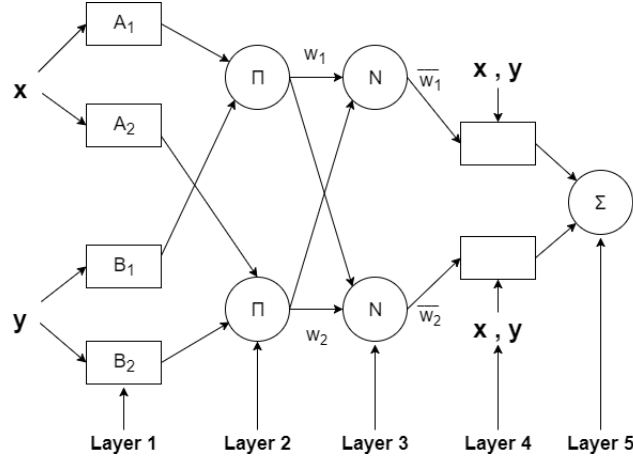 A₁
x
A₂
B₁
y
B₂
Π
w₁
Π
w₂
N
w̅₁
N
w̅₂
x , y
x , y
Σ
Layer 1
Layer 2
Layer 3
Layer 4
Layer 5